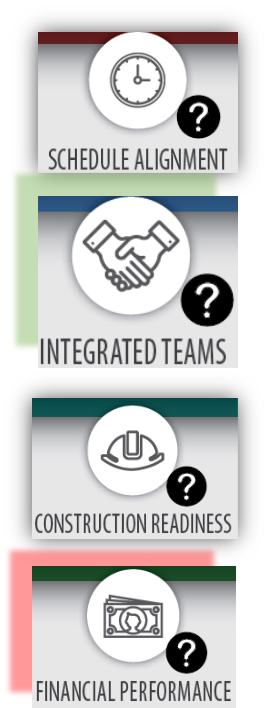 ?
SCHEDULE ALIGNMENT
?
INTEGRATED TEAMS
?
CONSTRUCTION READINESS
?
FINANCIAL PERFORMANCE